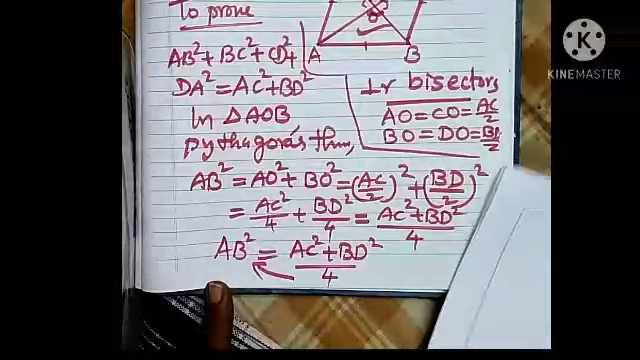 To prove
AB² + BC² + CD² +
DA² = AC² + BD²
A B
⊥r bisectors
AO = CO = AC/2
BO = DO = BD/2
In △AOB
Pythagora's thm,
AB² = AO² + BO² = (AC/2)² + (BD/2)²
= AC²/4 + BD²/4 = AC² + BD²/4
AB² = AC² + BD²/4
K
KINEMASTER